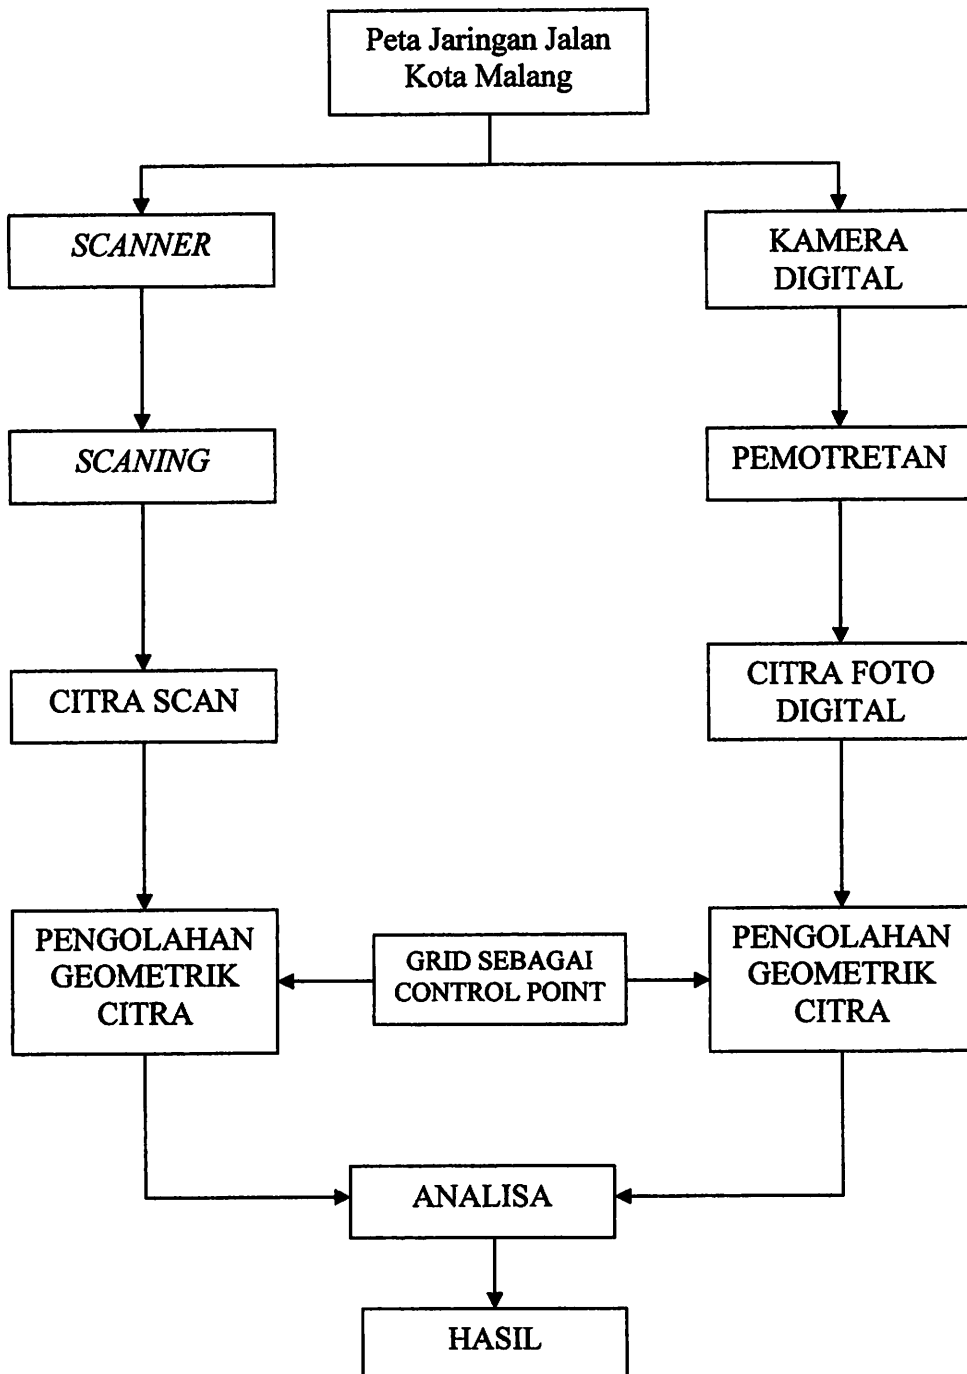 Peta Jaringan Jalan
Kota Malang
SCANNER
KAMERA
DIGITAL
SCANING
PEMOTRETAN
CITRA SCAN
CITRA FOTO
DIGITAL
PENGOLAHAN
GEOMETRIK
CITRA
GRID SEBAGAI
CONTROL POINT
PENGOLAHAN
GEOMETRIK
CITRA
ANALISA
HASIL